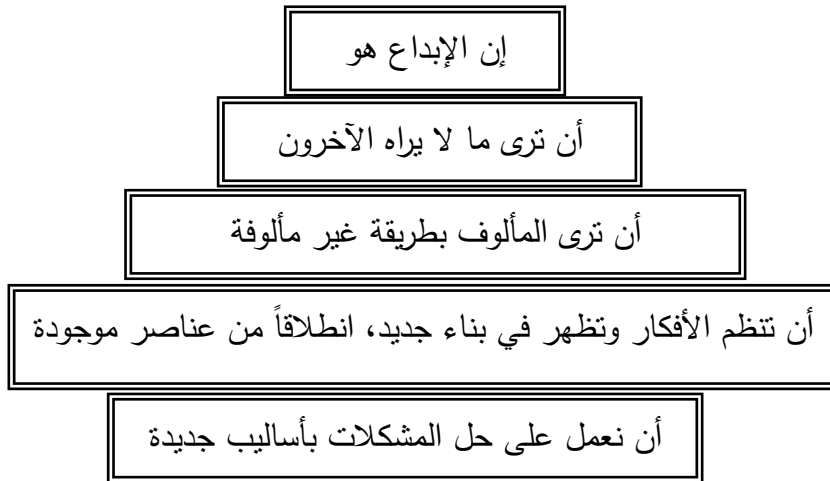 إن الإبداع هو
أن ترى ما لا يراه الآخرون
أن ترى المألوف بطريقة غير مألوفة
أن تنظم الأفكار وتظهر في بناء جديد، انطلاقاً من عناصر موجودة
أن نعمل على حل المشكلات بأساليب جديدة